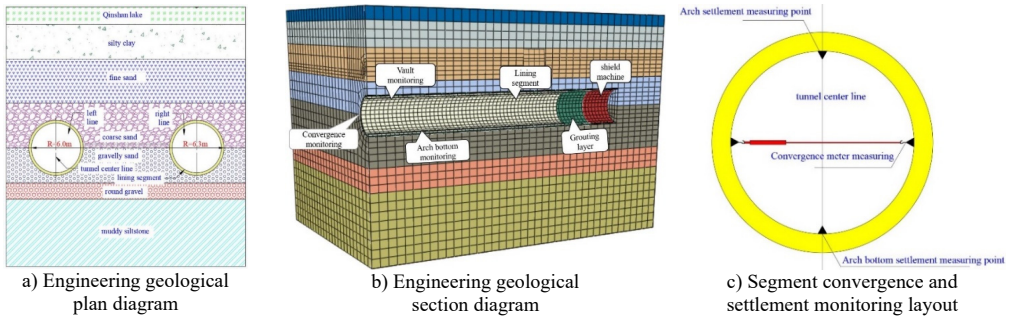 Qinshan lake
silty clay
fine sand
left
line
right
line
coarse sand
R=6.0m
R=6.3m
gravelly sand
tunnel center line
lining segment
round gravel
muddy siltstone
a) Engineering geological
plan diagram
Vault
monitoring
Lining
segment
shield
machine
Convergence
monitoring
Arch bottom
monitoring
Grouting
layer
b) Engineering geological
section diagram
Arch settlement measuring point
tunnel center line
Convergence meter measuring
Arch bottom settlement measuring point
c) Segment convergence and
settlement monitoring layout